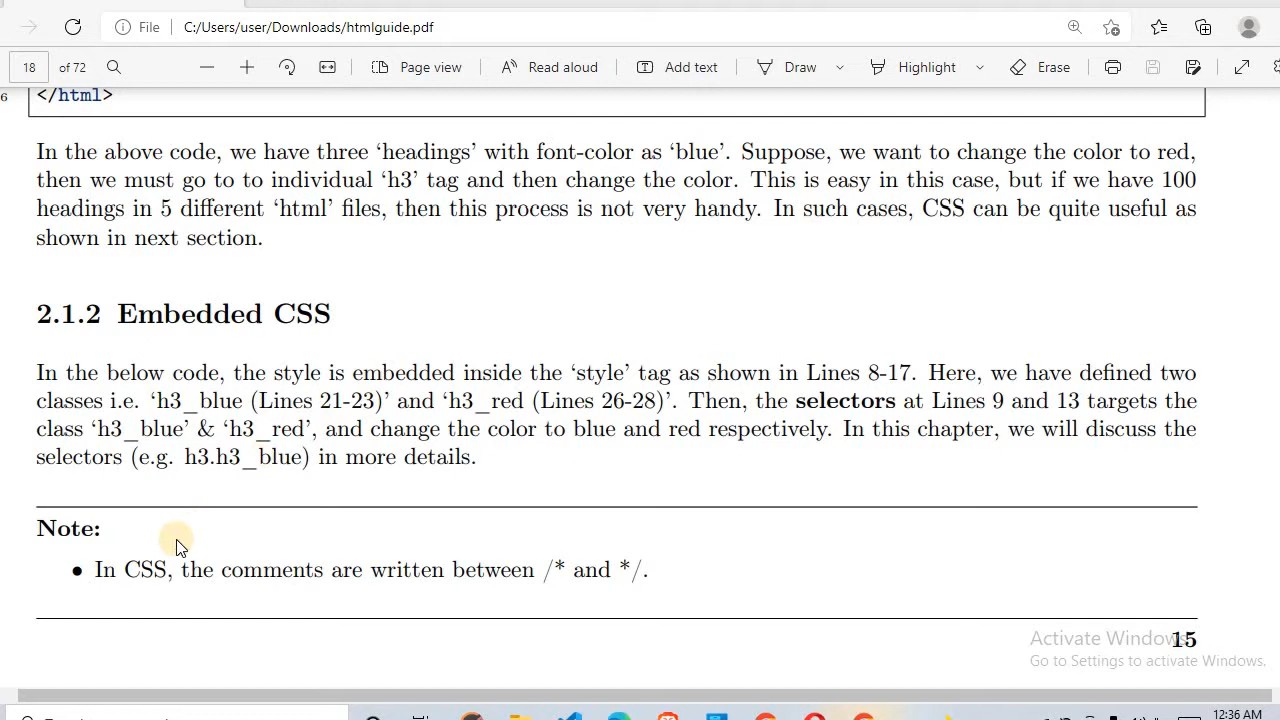 File C:/Users/user/Downloads/htmlguide.pdf
18 of 72 Page view Read aloud Add text Draw Highlight Erase
6 </html>
In the above code, we have three ‘headings’ with font-color as ‘blue’. Suppose, we want to change the color to red,
then we must go to to individual ‘h3’ tag and then change the color. This is easy in this case, but if we have 100
headings in 5 different ‘html’ files, then this process is not very handy. In such cases, CSS can be quite useful as
shown in next section.
2.1.2 Embedded CSS
In the below code, the style is embedded inside the ‘style’ tag as shown in Lines 8-17. Here, we have defined two
classes i.e. ‘h3_blue (Lines 21-23)’ and ‘h3_red (Lines 26-28)’. Then, the selectors at Lines 9 and 13 targets the
class ‘h3_blue’ & ‘h3_red’, and change the color to blue and red respectively. In this chapter, we will discuss the
selectors (e.g. h3.h3_blue) in more details.
Note:
• In CSS, the comments are written between /* and */.
15
Activate Windows
Go to Settings to activate Windows.
12:36 AM